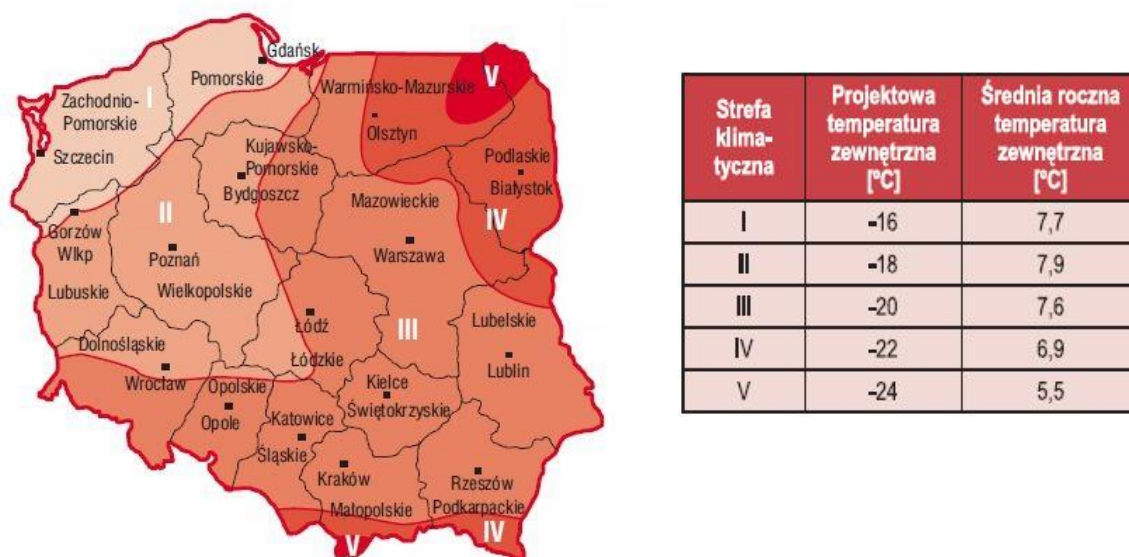 Gdańsk
Pomorskie
V
I
Zachodnio-
Pomorskie
Warmińsko-Mazurskie
Olsztyn
Szczecin
Kujawsko-
Pomorskie
Bydgoszcz
Podlaskie
Białystok
Mazowieckie
II
IV
Gorzów
Wlkp
Poznań
Warszawa
Lubuskie
Wielkopolskie
III
Łódź
Łódzkie
Lubelskie
Lublin
Dolnośląskie
Wrocław
Opolskie
Opole
Kielce
Świętokrzyskie
Katowice
Śląskie
Kraków
Małopolskie
Rzeszów
Podkarpackie
IV
V
Strefa klima-tyczna | Projektowa temperatura zewnętrzna [°C] | Średnia roczna temperatura zewnętrzna [°C]
I -16 7,7
II -18 7,9
III -20 7,6
IV -22 6,9
V -24 5,5